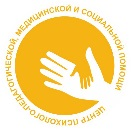 ЦЕНТР ПСИХОЛОГО-ПЕДАГОГИЧЕСКОЙ, МЕДИЦИНСКОЙ И СОЦИАЛЬНОЙ ПОМОЩИ